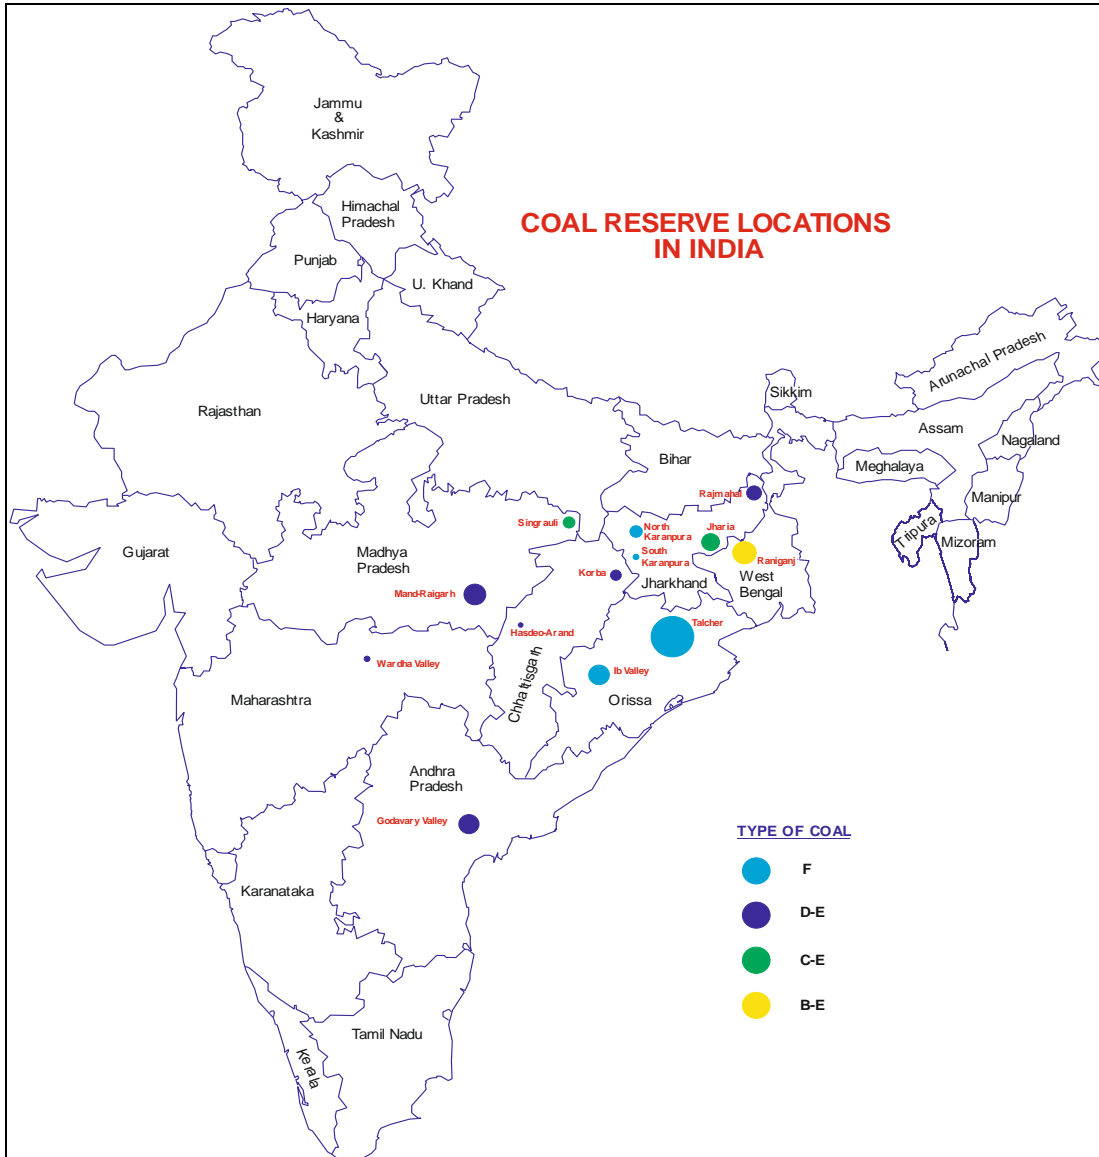 Jammu
&
Kashmir
Himachal
Pradesh
COAL RESERVE LOCATIONS
IN INDIA
Punjab
U. Khand
Haryana
Arunachal Pradesh
Sikkim
Uttar Pradesh
Rajasthan
Assam
Nagaland
Bihar
Meghalaya
Rajmahal
Manipur
Singrauli
North
Karanpura
Jharia
Tripura
Mizoram
Gujarat
Madhya
Pradesh
South
Karanpura
Raniganj
Korba
Jharkhand
West
Bengal
Mand-Raigarh
Hasdeo-Arand
Talcher
Wardha Valley
Ib Valley
Maharashtra
Chhattisgarh
Orissa
Andhra
Pradesh
Godavary Valley
TYPE OF COAL
F
Karanataka
D-E
C-E
B-E
Tamil Nadu
Kerala